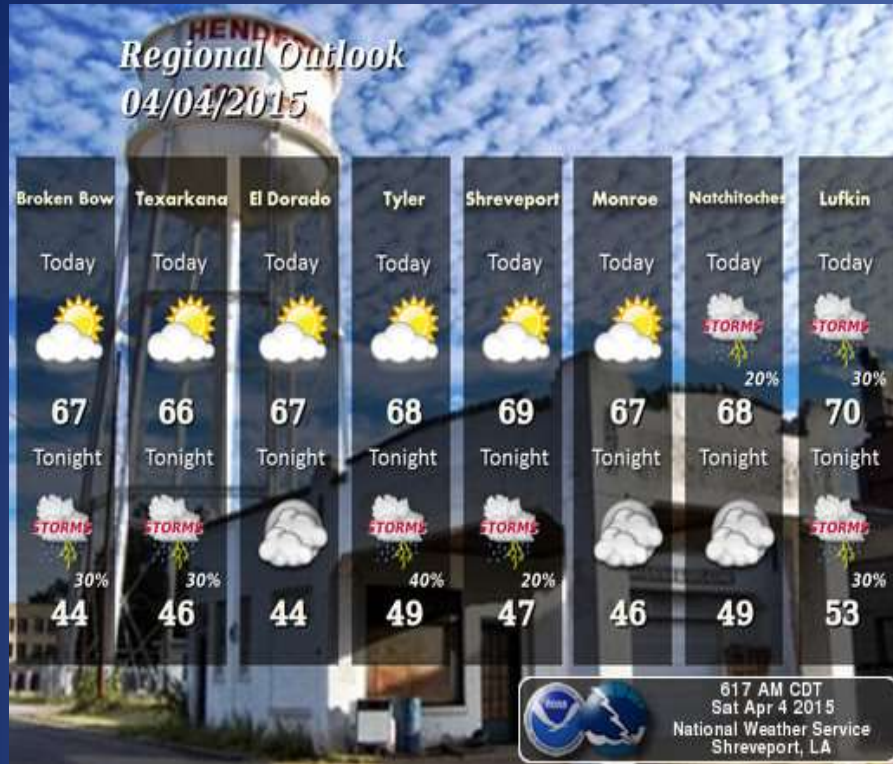 HENDE
Regional Outlook
04/04/2015
Broken Bow Texarkana El Dorado Tyler Shreveport Monroe Natchitoches Lufkin
Today Today Today Today Today Today Today Today
STORMS STORMS
20% 30%
67 66 67 68 69 67 68 70
Tonight Tonight Tonight Tonight Tonight Tonight Tonight Tonight
STORMS STORMS STORMS STORMS STORMS
30% 30% 40% 20% 30%
44 46 44 49 47 46 49 53
617 AM CDT
Sat Apr 4 2015
National Weather Service
Shreveport, LA